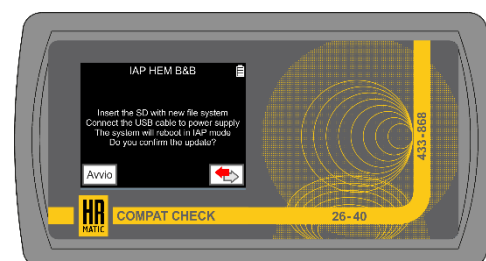 IAP HEM B&B
Insert the SD with new file system
Connect the USB cable to power supply
The system will reboot in IAP mode
Do you confirm the update?
Avvio
433-868
HR
MATIC
COMPAT CHECK
26-40